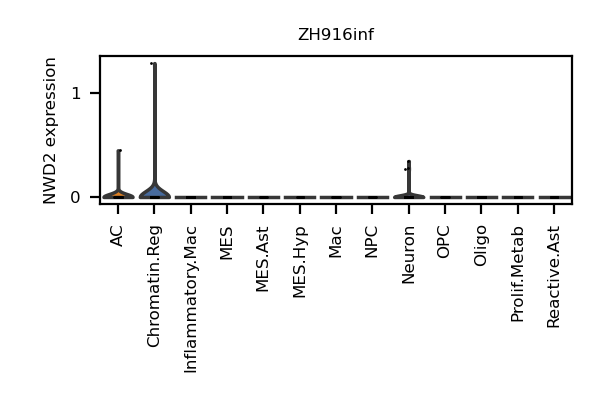 ZH916inf
NWD2 expression
1
0
AC
Chromatin.Reg
Inflammatory.Mac
MES
MES.Ast
MES.Hyp
Mac
NPC
Neuron
OPC
Oligo
Prolif.Metab
Reactive.Ast